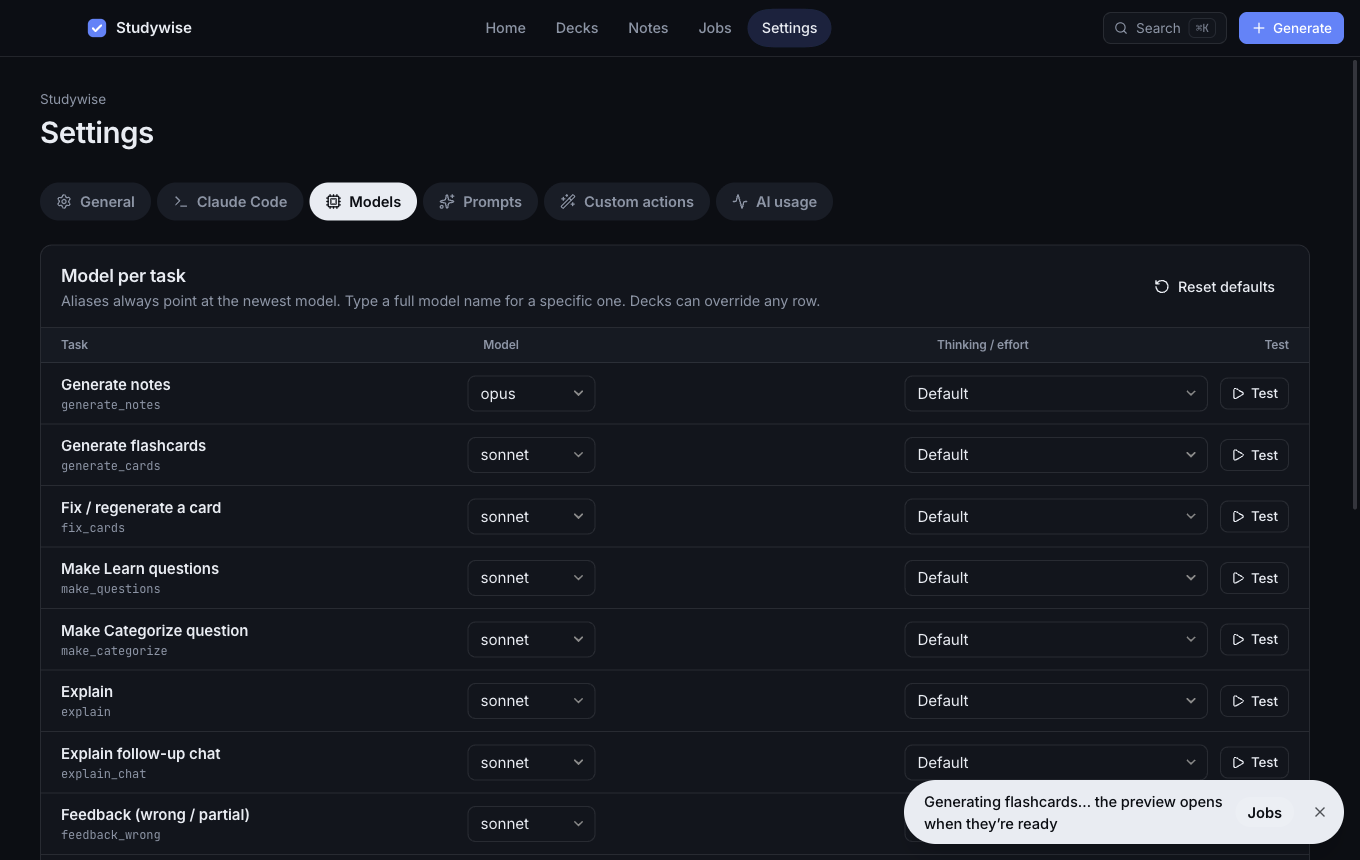 Studywise
Home
Decks
Notes
Jobs
Settings
Search ⌘K
Generate
Studywise
Settings
General
Claude Code
Models
Prompts
Custom actions
AI usage
Model per task
Aliases always point at the newest model. Type a full model name for a specific one. Decks can override any row.
Reset defaults
Task Model Thinking / effort Test
Generate notes
generate_notes
opus
Default
Test
Generate flashcards
generate_cards
sonnet
Default
Test
Fix / regenerate a card
fix_cards
sonnet
Default
Test
Make Learn questions
make_questions
sonnet
Default
Test
Make Categorize question
make_categorize
sonnet
Default
Test
Explain
explain
sonnet
Default
Test
Explain follow-up chat
explain_chat
sonnet
Default
Test
Feedback (wrong / partial)
feedback_wrong
sonnet
Generating flashcards… the preview opens
when they’re ready
Jobs